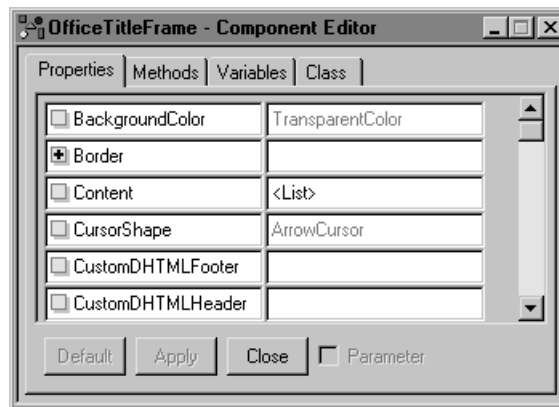 OfficeTitleFrame - Component Editor
Properties Methods Variables Class
BackgroundColor TransparentColor
Border
Content <List>
CursorShape ArrowCursor
CustomDHTMLFooter
CustomDHTMLHeader
Default Apply Close Parameter